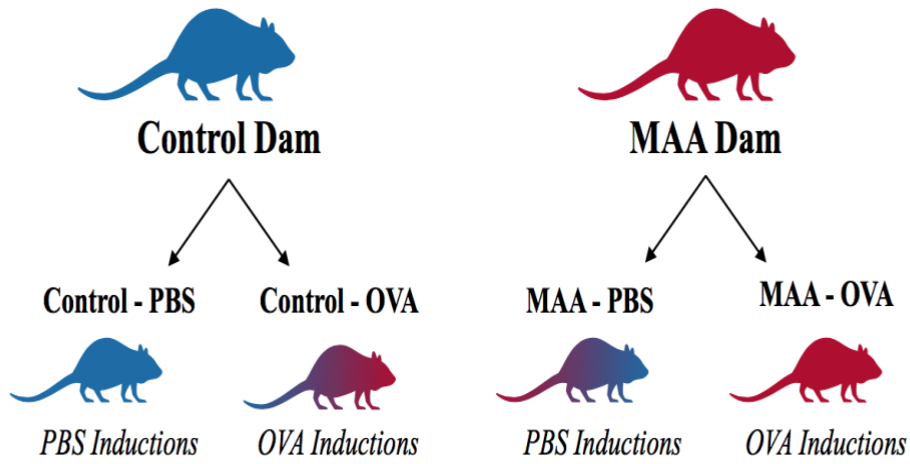 Control Dam
MAA Dam
Control - PBS
Control - OVA
MAA - PBS
MAA - OVA
PBS Inductions
OVA Inductions
PBS Inductions
OVA Inductions